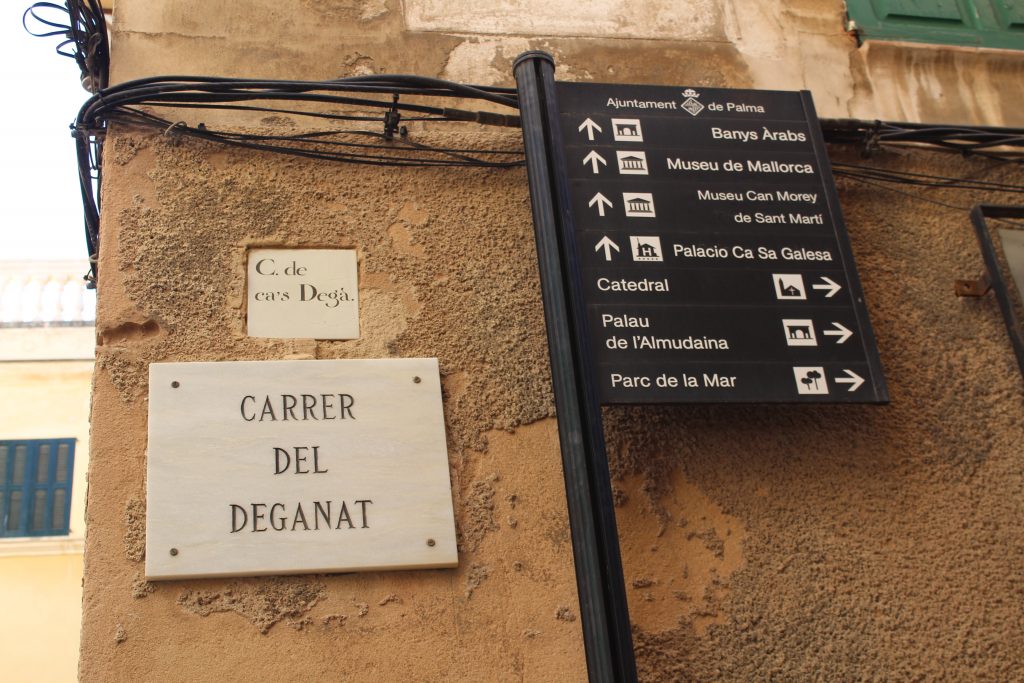 C. de
ca's Degà.
CARRER
DEL
DEGANAT
Ajuntament de Palma
Banys Àrabs
Museu de Mallorca
Museu Can Morey
de Sant Martí
Palacio Ca Sa Galesa
Catedral
Palau
de l'Almudaina
Parc de la Mar